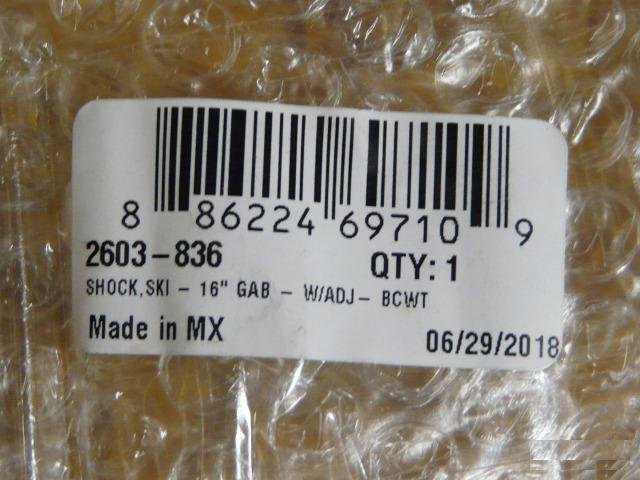 8 86224 69710 9
2603-836 QTY: 1
SHOCK,SKI - 16" GAB - W/ADJ- BCWT
Made in MX 06/29/2018